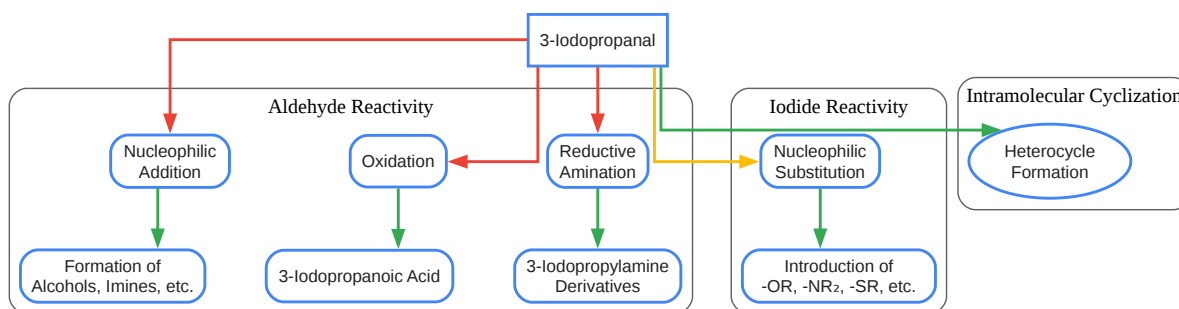 3-Iodopropanal
Aldehyde Reactivity
Iodide Reactivity
Intramolecular Cyclization
Nucleophilic
Addition
Oxidation
Reductive
Amination
Nucleophilic
Substitution
Heterocycle
Formation
Formation of
Alcohols, Imines, etc.
3-Iodopropanoic Acid
3-Iodopropylamine
Derivatives
Introduction of
-OR, -NR₂, -SR, etc.